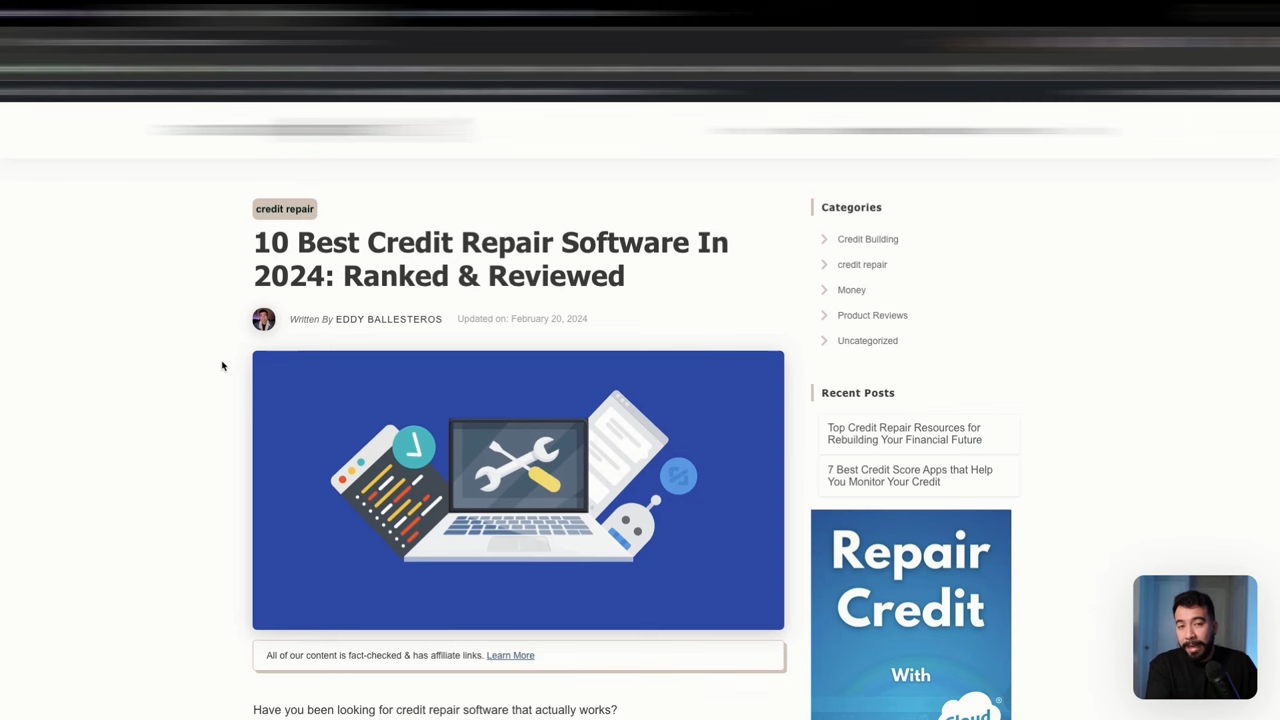 credit repair
10 Best Credit Repair Software In
2024: Ranked & Reviewed
Written By EDDY BALLESTEROS Updated on: February 20, 2024
All of our content is fact-checked & has affiliate links. Learn More
Have you been looking for credit repair software that actually works?
Categories
Credit Building
credit repair
Money
Product Reviews
Uncategorized
Recent Posts
Top Credit Repair Resources for
Rebuilding Your Financial Future
7 Best Credit Score Apps that Help
You Monitor Your Credit
Repair
Credit
With
Cloud